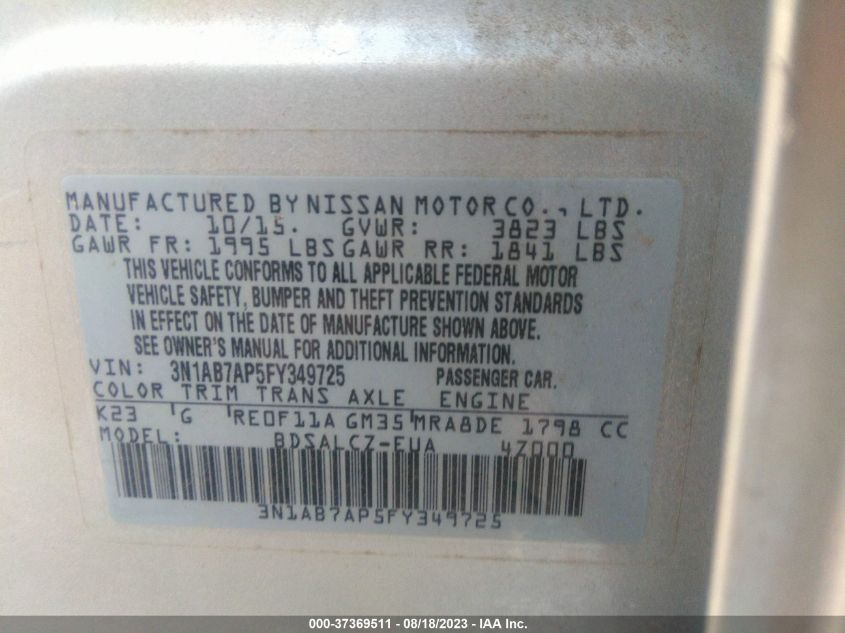 MANUFACTURED BY NISSAN MOTOR CO., LTD.
DATE: 10/15. GVWR: 3823 LBS
GAWR FR: 1995 LBS GAWR RR: 1841 LBS
THIS VEHICLE CONFORMS TO ALL APPLICABLE FEDERAL MOTOR
VEHICLE SAFETY, BUMPER AND THEFT PREVENTION STANDARDS
IN EFFECT ON THE DATE OF MANUFACTURE SHOWN ABOVE.
SEE OWNER'S MANUAL FOR ADDITIONAL INFORMATION.
VIN: 3N1AB7AP5FY349725 PASSENGER CAR.
COLOR TRIM TRANS AXLE ENGINE
K23 G RE0F11A GM35 MRA8DE 1798 CC
MODEL: BDSALCZ-EUA 4Z000
3N1AB7AP5FY349725
000-37369511 - 08/18/2023 - IAA Inc.